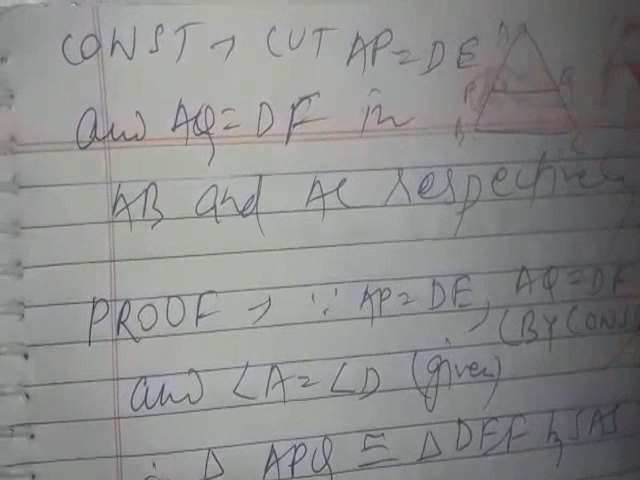 CONST → CUT AP = DE
and AQ = DF in
AB and AC respectively
PROOF → ∵ AP = DE, AQ = DF
(BY CONS
and ∠A = ∠D (given)
∴ Δ APQ ≅ Δ DEF by SAS
P
Q
B
C